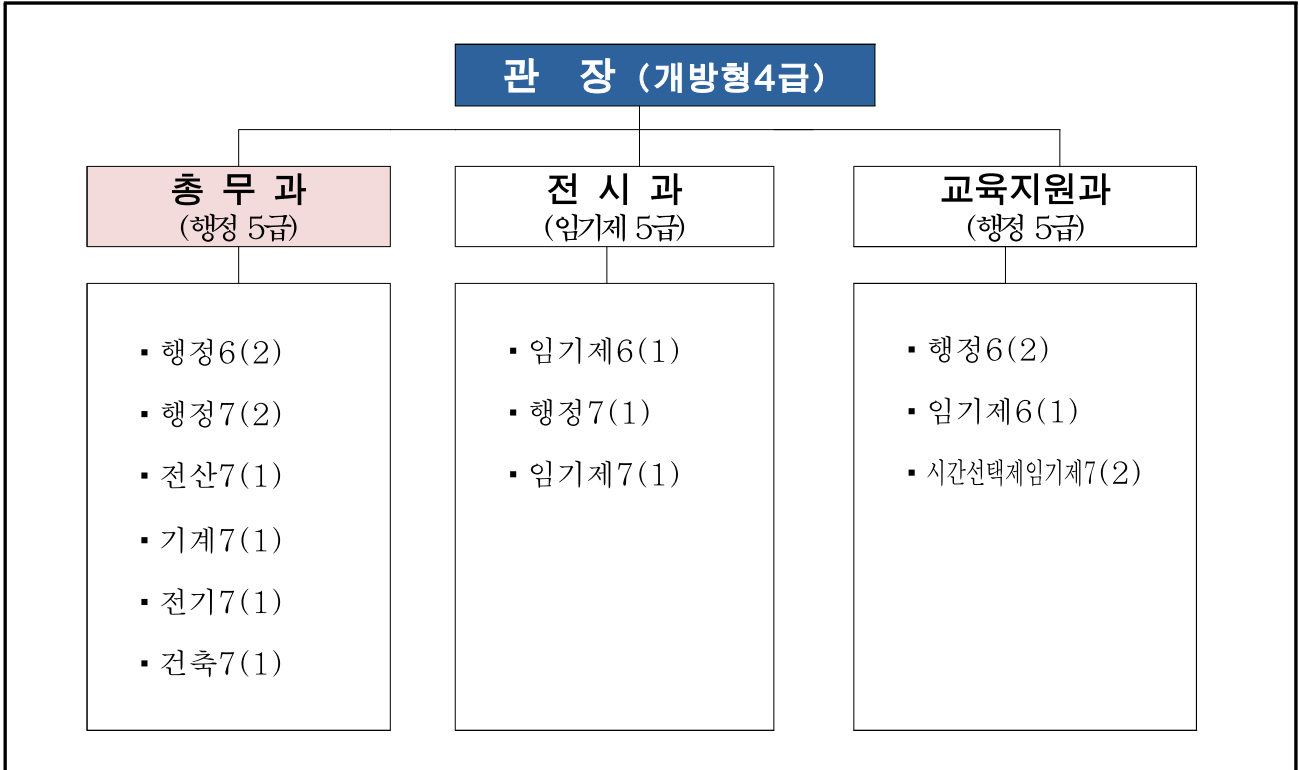 관 장 (개방형4급)
총 무 과
(행정 5급)
▪ 행정6(2)
▪ 행정7(2)
▪ 전산7(1)
▪ 기계7(1)
▪ 전기7(1)
▪ 건축7(1)
전 시 과
(임기제 5급)
▪ 임기제6(1)
▪ 행정7(1)
▪ 임기제7(1)
교육지원과
(행정 5급)
▪ 행정6(2)
▪ 임기제6(1)
▪ 시간선택제임기제7(2)